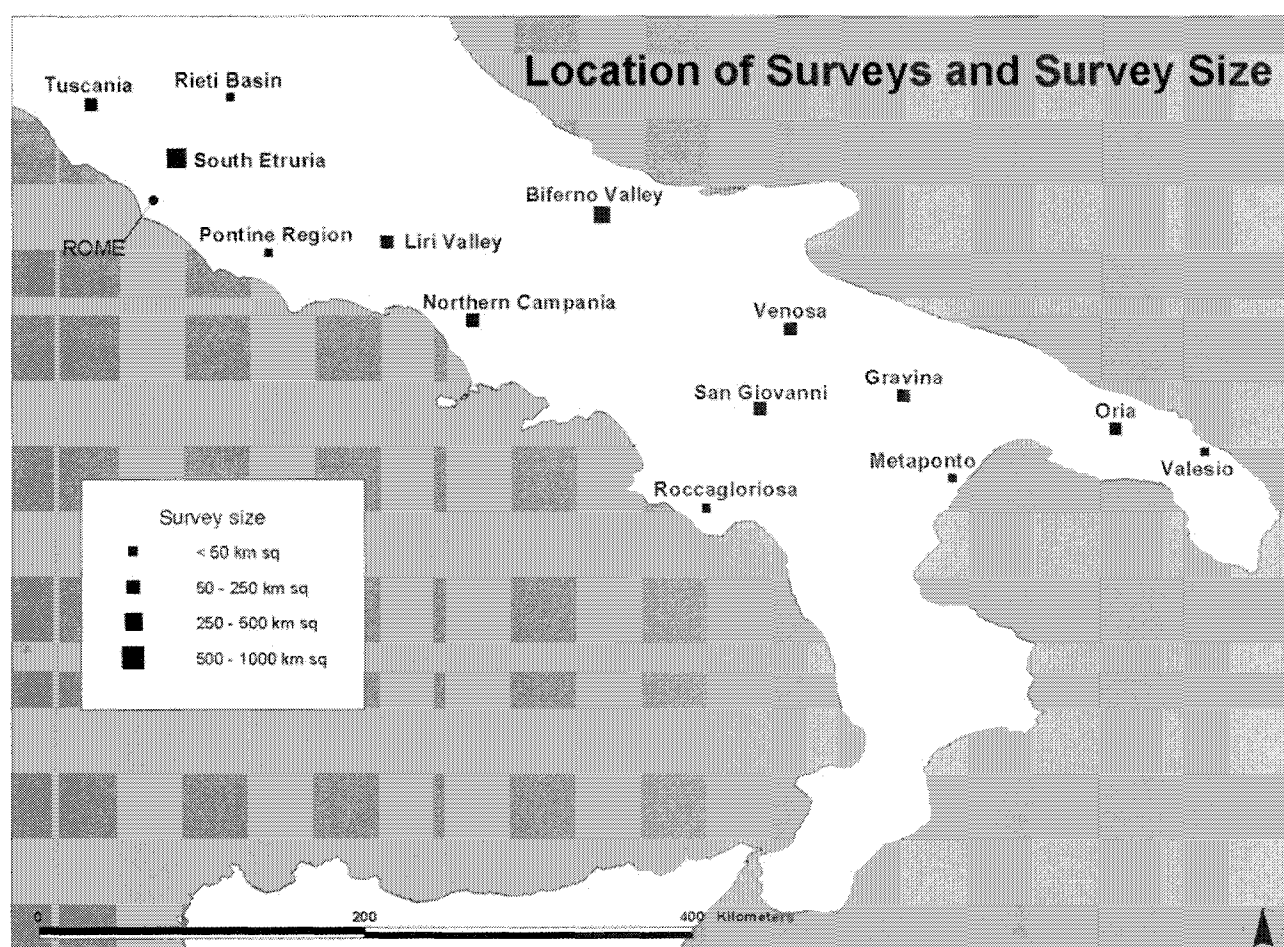 Location of Surveys and Survey Size
Tuscania
Rieti Basin
South Etruria
Biferno Valley
ROME
Pontine Region
Liri Valley
Northern Campania
Venosa
San Giovanni
Gravina
Oria
Metaponto
Valesio
Roccagloriosa
Survey size
< 50 km sq
50 - 250 km sq
250 - 500 km sq
500 - 1000 km sq
0 200 400 Kilometers